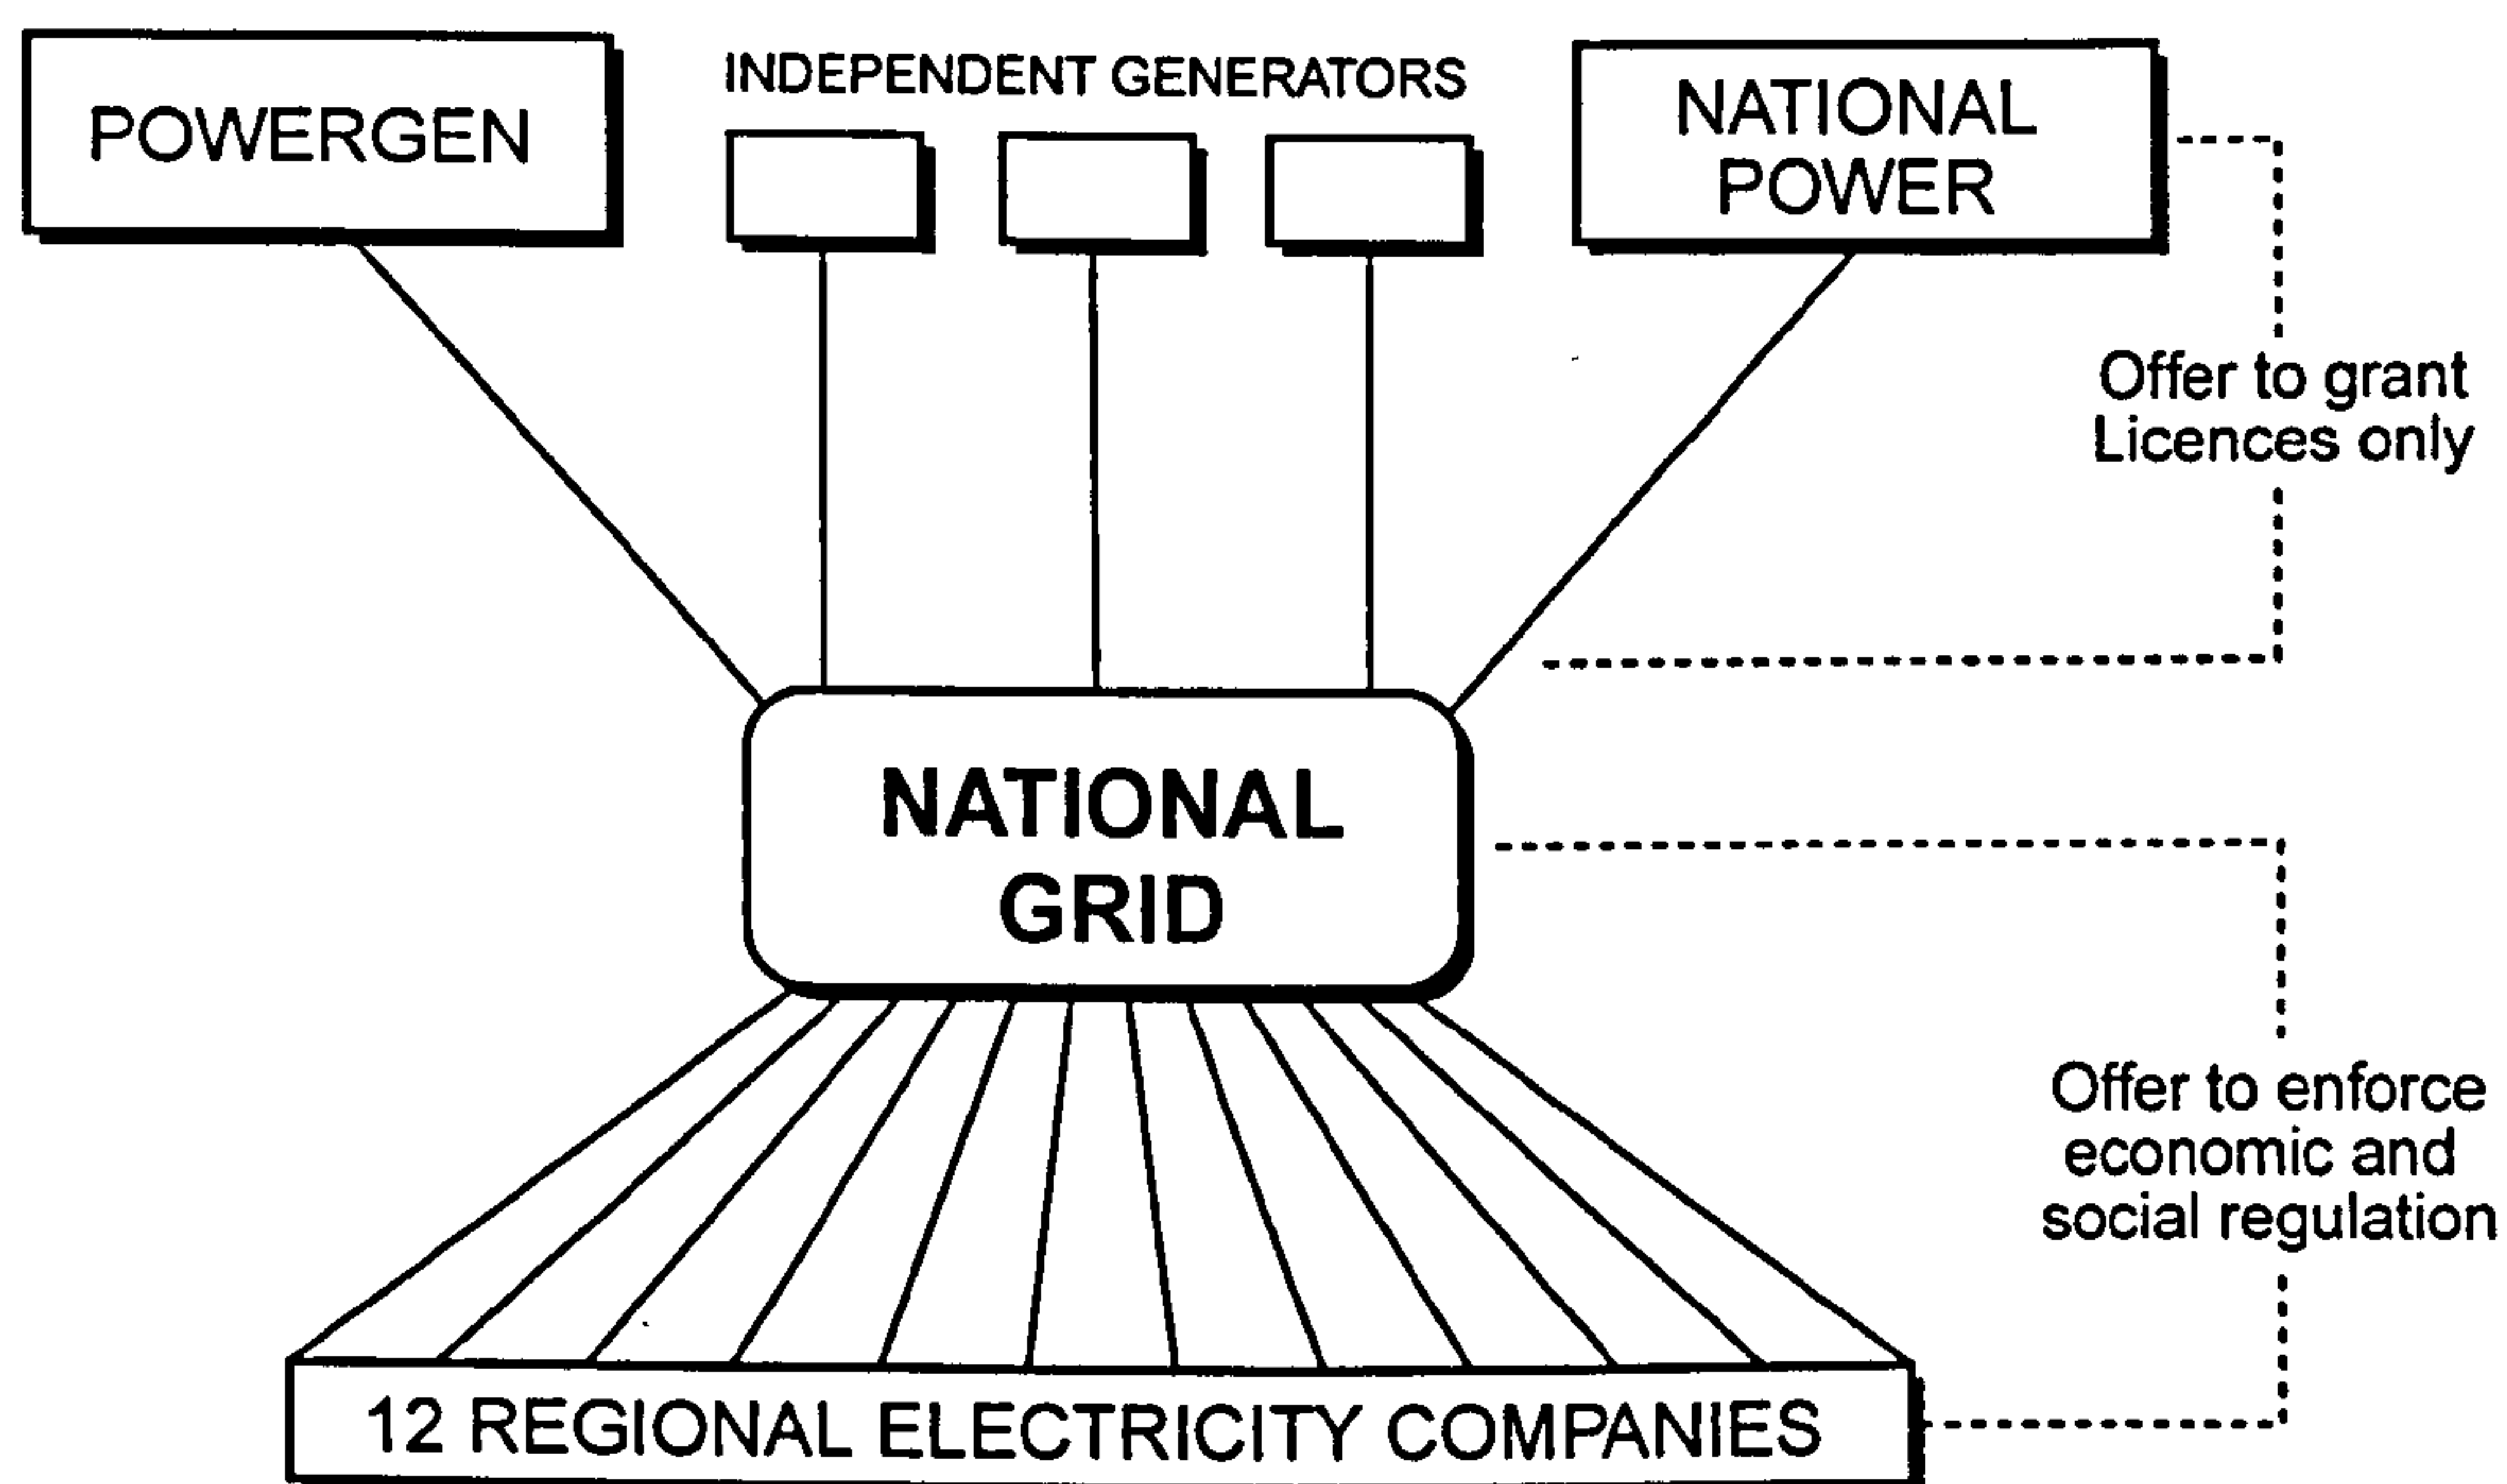 POWERGEN
INDEPENDENT GENERATORS
NATIONAL
POWER
Offer to grant
Licences only
NATIONAL
GRID
Offer to enforce
economic and
social regulation
12 REGIONAL ELECTRICITY COMPANIES